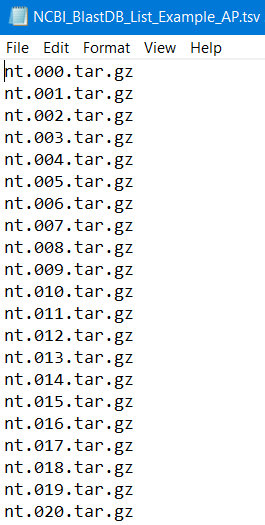 NCBI_BlastDB_List_Example_AP.tsv
File Edit Format View Help
nt.000.tar.gz
nt.001.tar.gz
nt.002.tar.gz
nt.003.tar.gz
nt.004.tar.gz
nt.005.tar.gz
nt.006.tar.gz
nt.007.tar.gz
nt.008.tar.gz
nt.009.tar.gz
nt.010.tar.gz
nt.011.tar.gz
nt.012.tar.gz
nt.013.tar.gz
nt.014.tar.gz
nt.015.tar.gz
nt.016.tar.gz
nt.017.tar.gz
nt.018.tar.gz
nt.019.tar.gz
nt.020.tar.gz